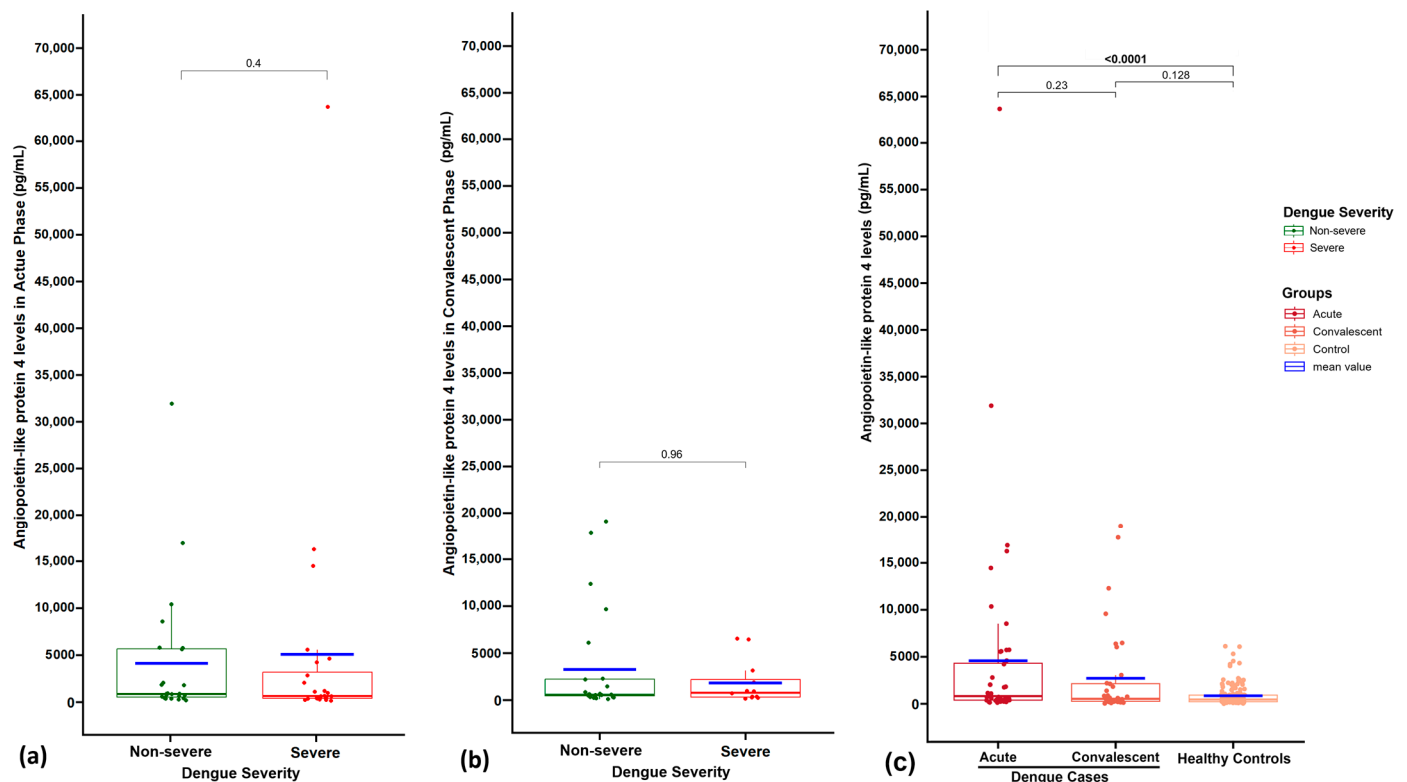 Angiopoietin-like protein 4 levels in Actue Phase (pg/mL)
70,000
65,000
60,000
55,000
50,000
45,000
40,000
35,000
30,000
25,000
20,000
15,000
10,000
5000
0
0.4
Non-severe
Severe
Dengue Severity
(a)
Angiopoietin-like protein 4 levels in Convalescent Phase (pg/mL)
70,000
65,000
60,000
55,000
50,000
45,000
40,000
35,000
30,000
25,000
20,000
15,000
10,000
5000
0
0.96
Non-severe
Severe
Dengue Severity
(b)
Angiopoietin-like protein 4 levels (pg/mL)
70,000
65,000
60,000
55,000
50,000
45,000
40,000
35,000
30,000
25,000
20,000
15,000
10,000
5000
0
<0.0001
0.128
0.23
Acute
Convalescent
Healthy Controls
Dengue Cases
(c)
Dengue Severity
Non-severe
Severe
Groups
Acute
Convalescent
Control
mean value